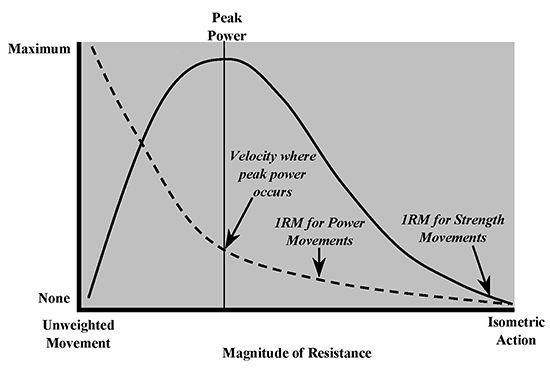 Peak
Power
Maximum
Velocity where
peak power
occurs
1RM for Power
Movements
1RM for Strength
Movements
None
Unweighted
Movement
Isometric
Action
Magnitude of Resistance